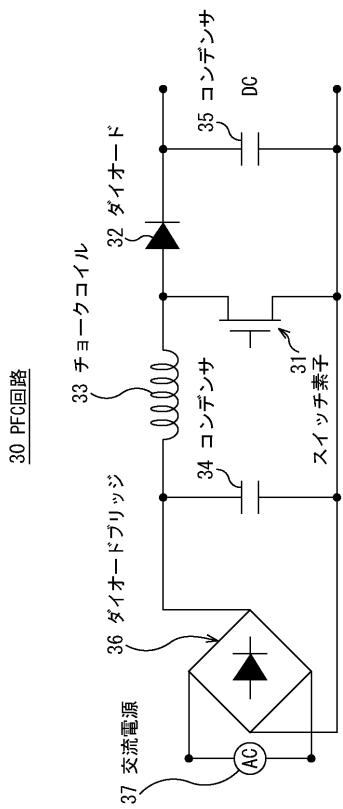 30 PFC回路
37 交流電源
AC
36 ダイオードブリッジ
34 コンデンサ
33 チョークコイル
31
スイッチ素子
32 ダイオード
35 コンデンサ
DC